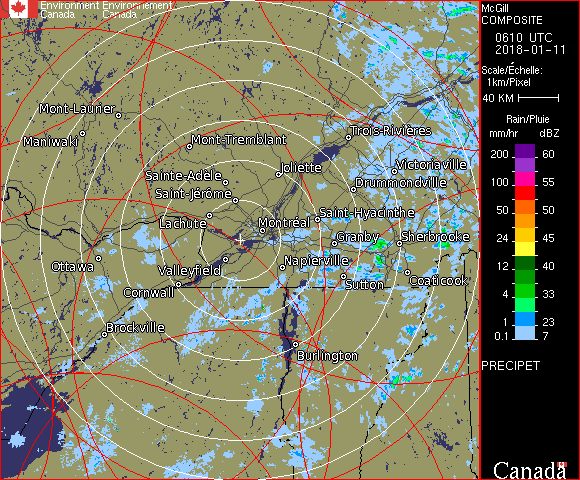 Environment Environnement
Canada Canada
McGill
COMPOSITE
0610 UTC
2018-01-11
Scale/Échelle:
1km/Pixel
40 KM
Rain/Pluie
mm/hr dBZ
200 60
100 55
50 50
24 45
12 40
4 33
1 23
0.1 7
PRECIPET
Canada
Mont-Laurier
Maniwaki
Mont-Tremblant
Trois-Rivières
Sainte-Adèle
Joliette
Victoriaville
Saint-Jérôme
Drummondville
Lachute
Montréal
Saint-Hyacinthe
Granby
Sherbrooke
Ottawa
Valleyfield
Napierville
Cornwall
Sutton
Coaticook
Brockville
Burlington